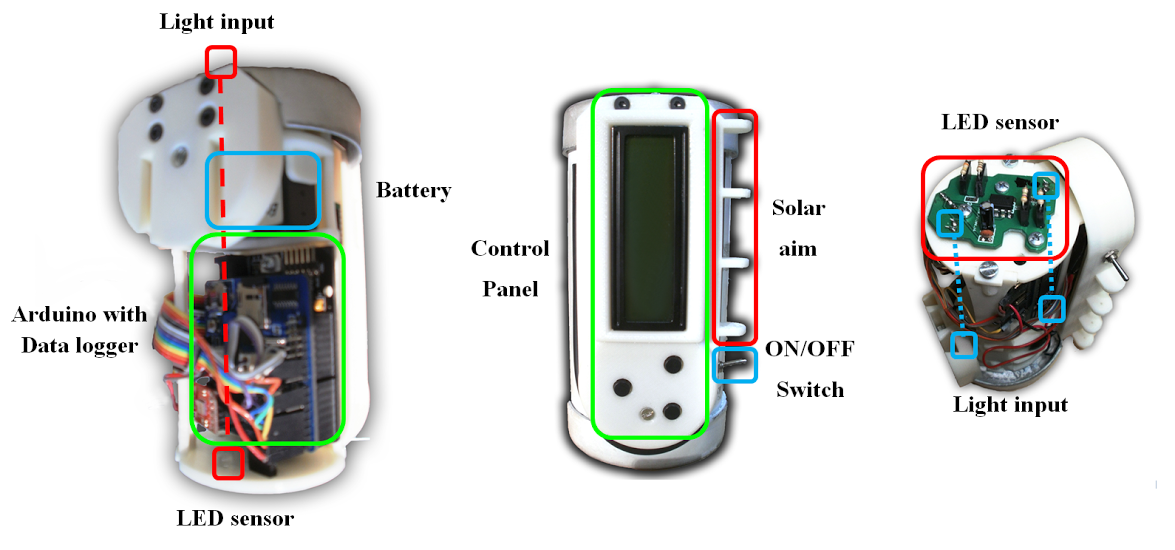 Light input
Battery
Arduino with
Data logger
LED sensor
Control
Panel
Solar
aim
ON/OFF
Switch
LED sensor
Light input